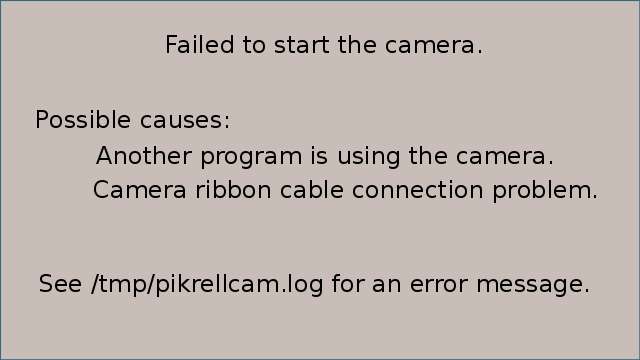 Failed to start the camera.
Possible causes:
Another program is using the camera.
Camera ribbon cable connection problem.
See /tmp/pikrellcam.log for an error message.